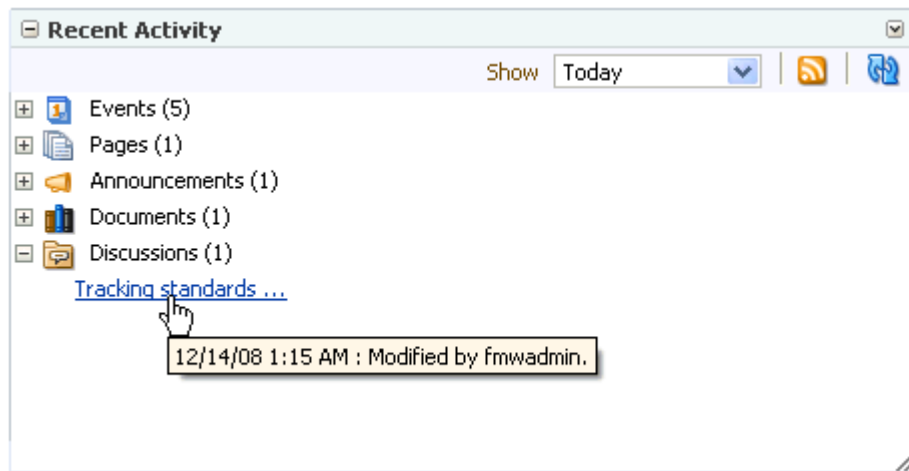 Recent Activity
Show Today
Events (5)
Pages (1)
Announcements (1)
Documents (1)
Discussions (1)
Tracking standards ...
12/14/08 1:15 AM : Modified by fmwadmin.